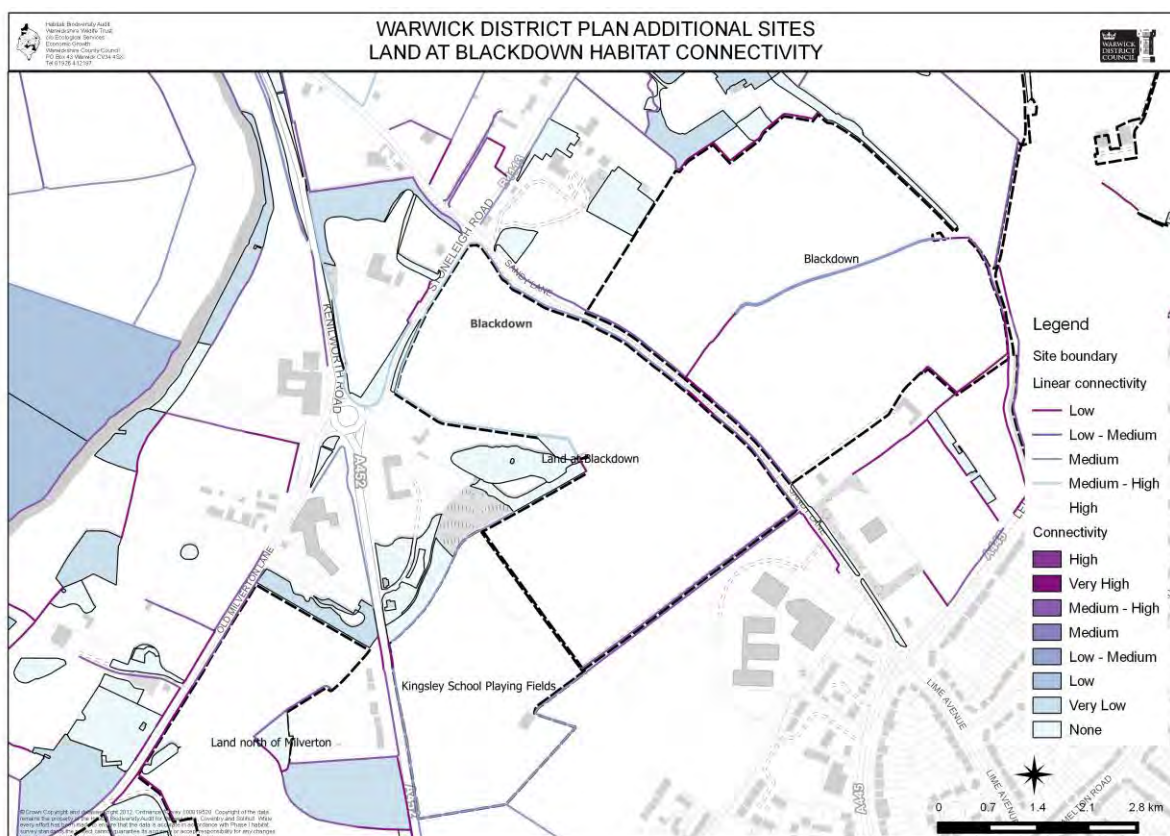 Habitat Biodiversity Audit
Warwickshire Wildlife Trust
c/o Ecological Services
Economic Growth
Warwickshire County Council
WARWICK DISTRICT PLAN ADDITIONAL SITES
LAND AT BLACKDOWN HABITAT CONNECTIVITY
WARWICK
DISTRICT
COUNCIL
STONELEIGH ROAD
SANDY LANE
Blackdown
Blackdown
KENILWORTH ROAD
A452
Land at Blackdown
OLD MILVERTON LANE
Kingsley School Playing Fields
Land north of Milverton
LIME AVENUE
LIME AVENUE
MELTON ROAD
A445
Legend
Site boundary
Linear connectivity
Low
Low - Medium
Medium
Medium - High
High
Connectivity
High
Very High
Medium - High
Medium
Low - Medium
Low
Very Low
None
0 0.7 1.4 2.1 2.8 km